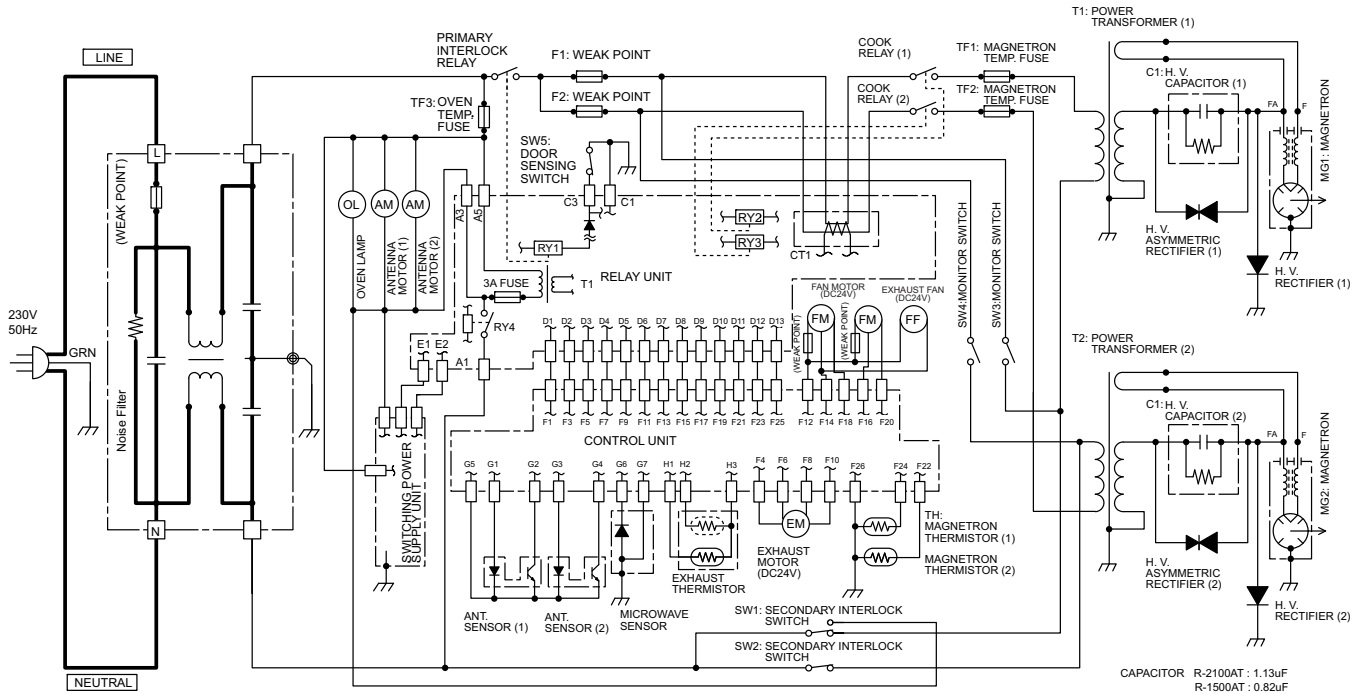 LINE
230V
50Hz
GRN
(WEAK POINT)
L
Noise Filter
N
NEUTRAL
PRIMARY
INTERLOCK
RELAY
TF3: OVEN
TEMP.
FUSE
F1: WEAK POINT
F2: WEAK POINT
SW5:
DOOR
SENSING
SWITCH
COOK
RELAY (1)
COOK
RELAY (2)
TF1: MAGNETRON
TEMP. FUSE
TF2: MAGNETRON
TEMP. FUSE
OL
AM
AM
OVEN LAMP
ANTENNA
MOTOR (1)
ANTENNA
MOTOR (2)
A3
A5
C3
C1
RY1
RY2
RY3
CT1
T1
RELAY UNIT
3A FUSE
RY4
E1
E2
A1
D1
D2
D3
D4
D5
D6
D7
D8
D9
D10
D11
D12
D13
F1
F3
F5
F7
F9
F11
F13
F15
F17
F19
F21
F23
F25
FAN MOTOR
(DC24V)
EXHAUST FAN
(DC24V)
FM
FM
FF
(WEAK POINT)
(WEAK POINT)
F12
F14
F18
F16
F20
SW4:MONITOR SWITCH
SW3:MONITOR SWITCH
CONTROL UNIT
SWITCHING POWER
SUPPLY UNIT
G5
G1
G2
G3
G4
G6
G7
H1
H2
H3
F4
F6
F8
F10
F26
F24
F22
ANT.
SENSOR (1)
ANT.
SENSOR (2)
MICROWAVE
SENSOR
EXHAUST
THERMISTOR
EM
EXHAUST
MOTOR
(DC24V)
TH:
MAGNETRON
THERMISTOR (1)
MAGNETRON
THERMISTOR (2)
SW1: SECONDARY INTERLOCK
SWITCH
SW2: SECONDARY INTERLOCK
SWITCH
T1: POWER
TRANSFORMER (1)
C1: H. V.
CAPACITOR (1)
FA
F
MG1: MAGNETRON
H. V.
ASYMMETRIC
RECTIFIER (1)
H. V.
RECTIFIER (1)
T2: POWER
TRANSFORMER (2)
C1: H. V.
CAPACITOR (2)
FA
F
MG2: MAGNETRON
H. V.
ASYMMETRIC
RECTIFIER (2)
H. V.
RECTIFIER (2)
CAPACITOR R-2100AT : 1.13uF
R-1500AT : 0.82uF